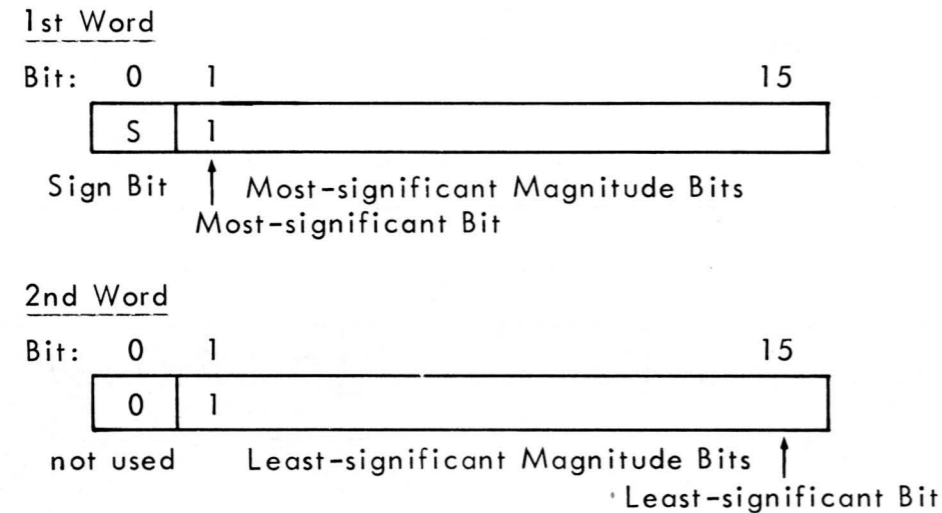 1st Word
Bit: 0 1 15
S 1
Sign Bit Most-significant Magnitude Bits
Most-significant Bit
2nd Word
Bit: 0 1 15
0 1
not used Least-significant Magnitude Bits
Least-significant Bit